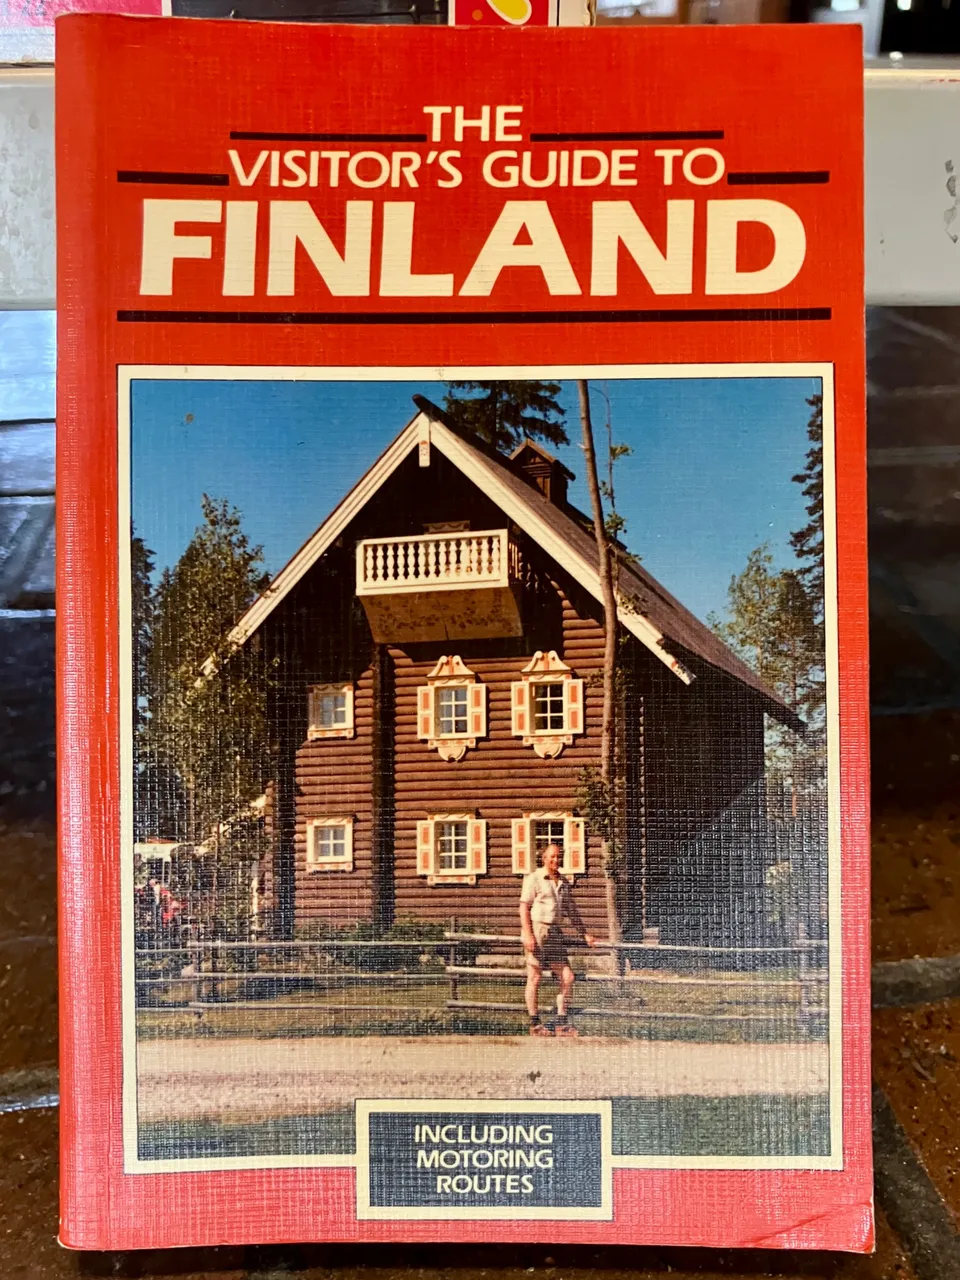 THE
VISITOR'S GUIDE TO
FINLAND
INCLUDING
MOTORING
ROUTES